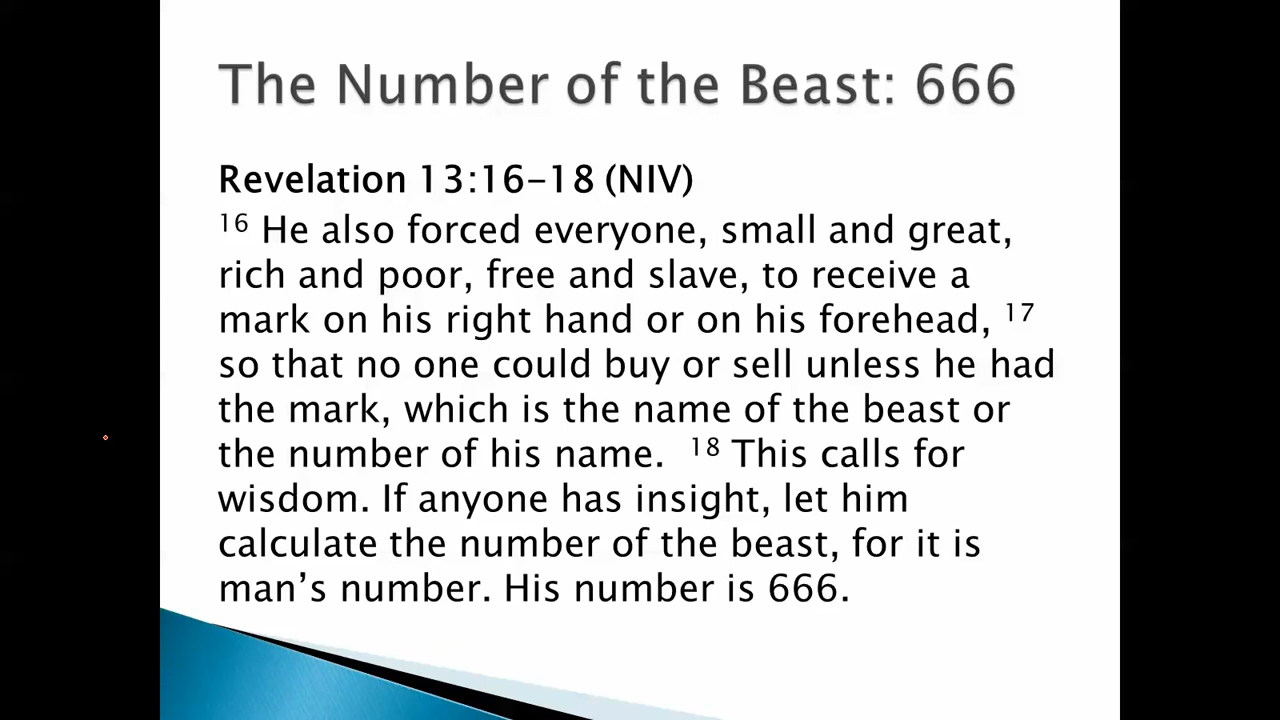 The Number of the Beast: 666
Revelation 13:16–18 (NIV)
16 He also forced everyone, small and great,
rich and poor, free and slave, to receive a
mark on his right hand or on his forehead, 17
so that no one could buy or sell unless he had
the mark, which is the name of the beast or
the number of his name. 18 This calls for
wisdom. If anyone has insight, let him
calculate the number of the beast, for it is
man’s number. His number is 666.